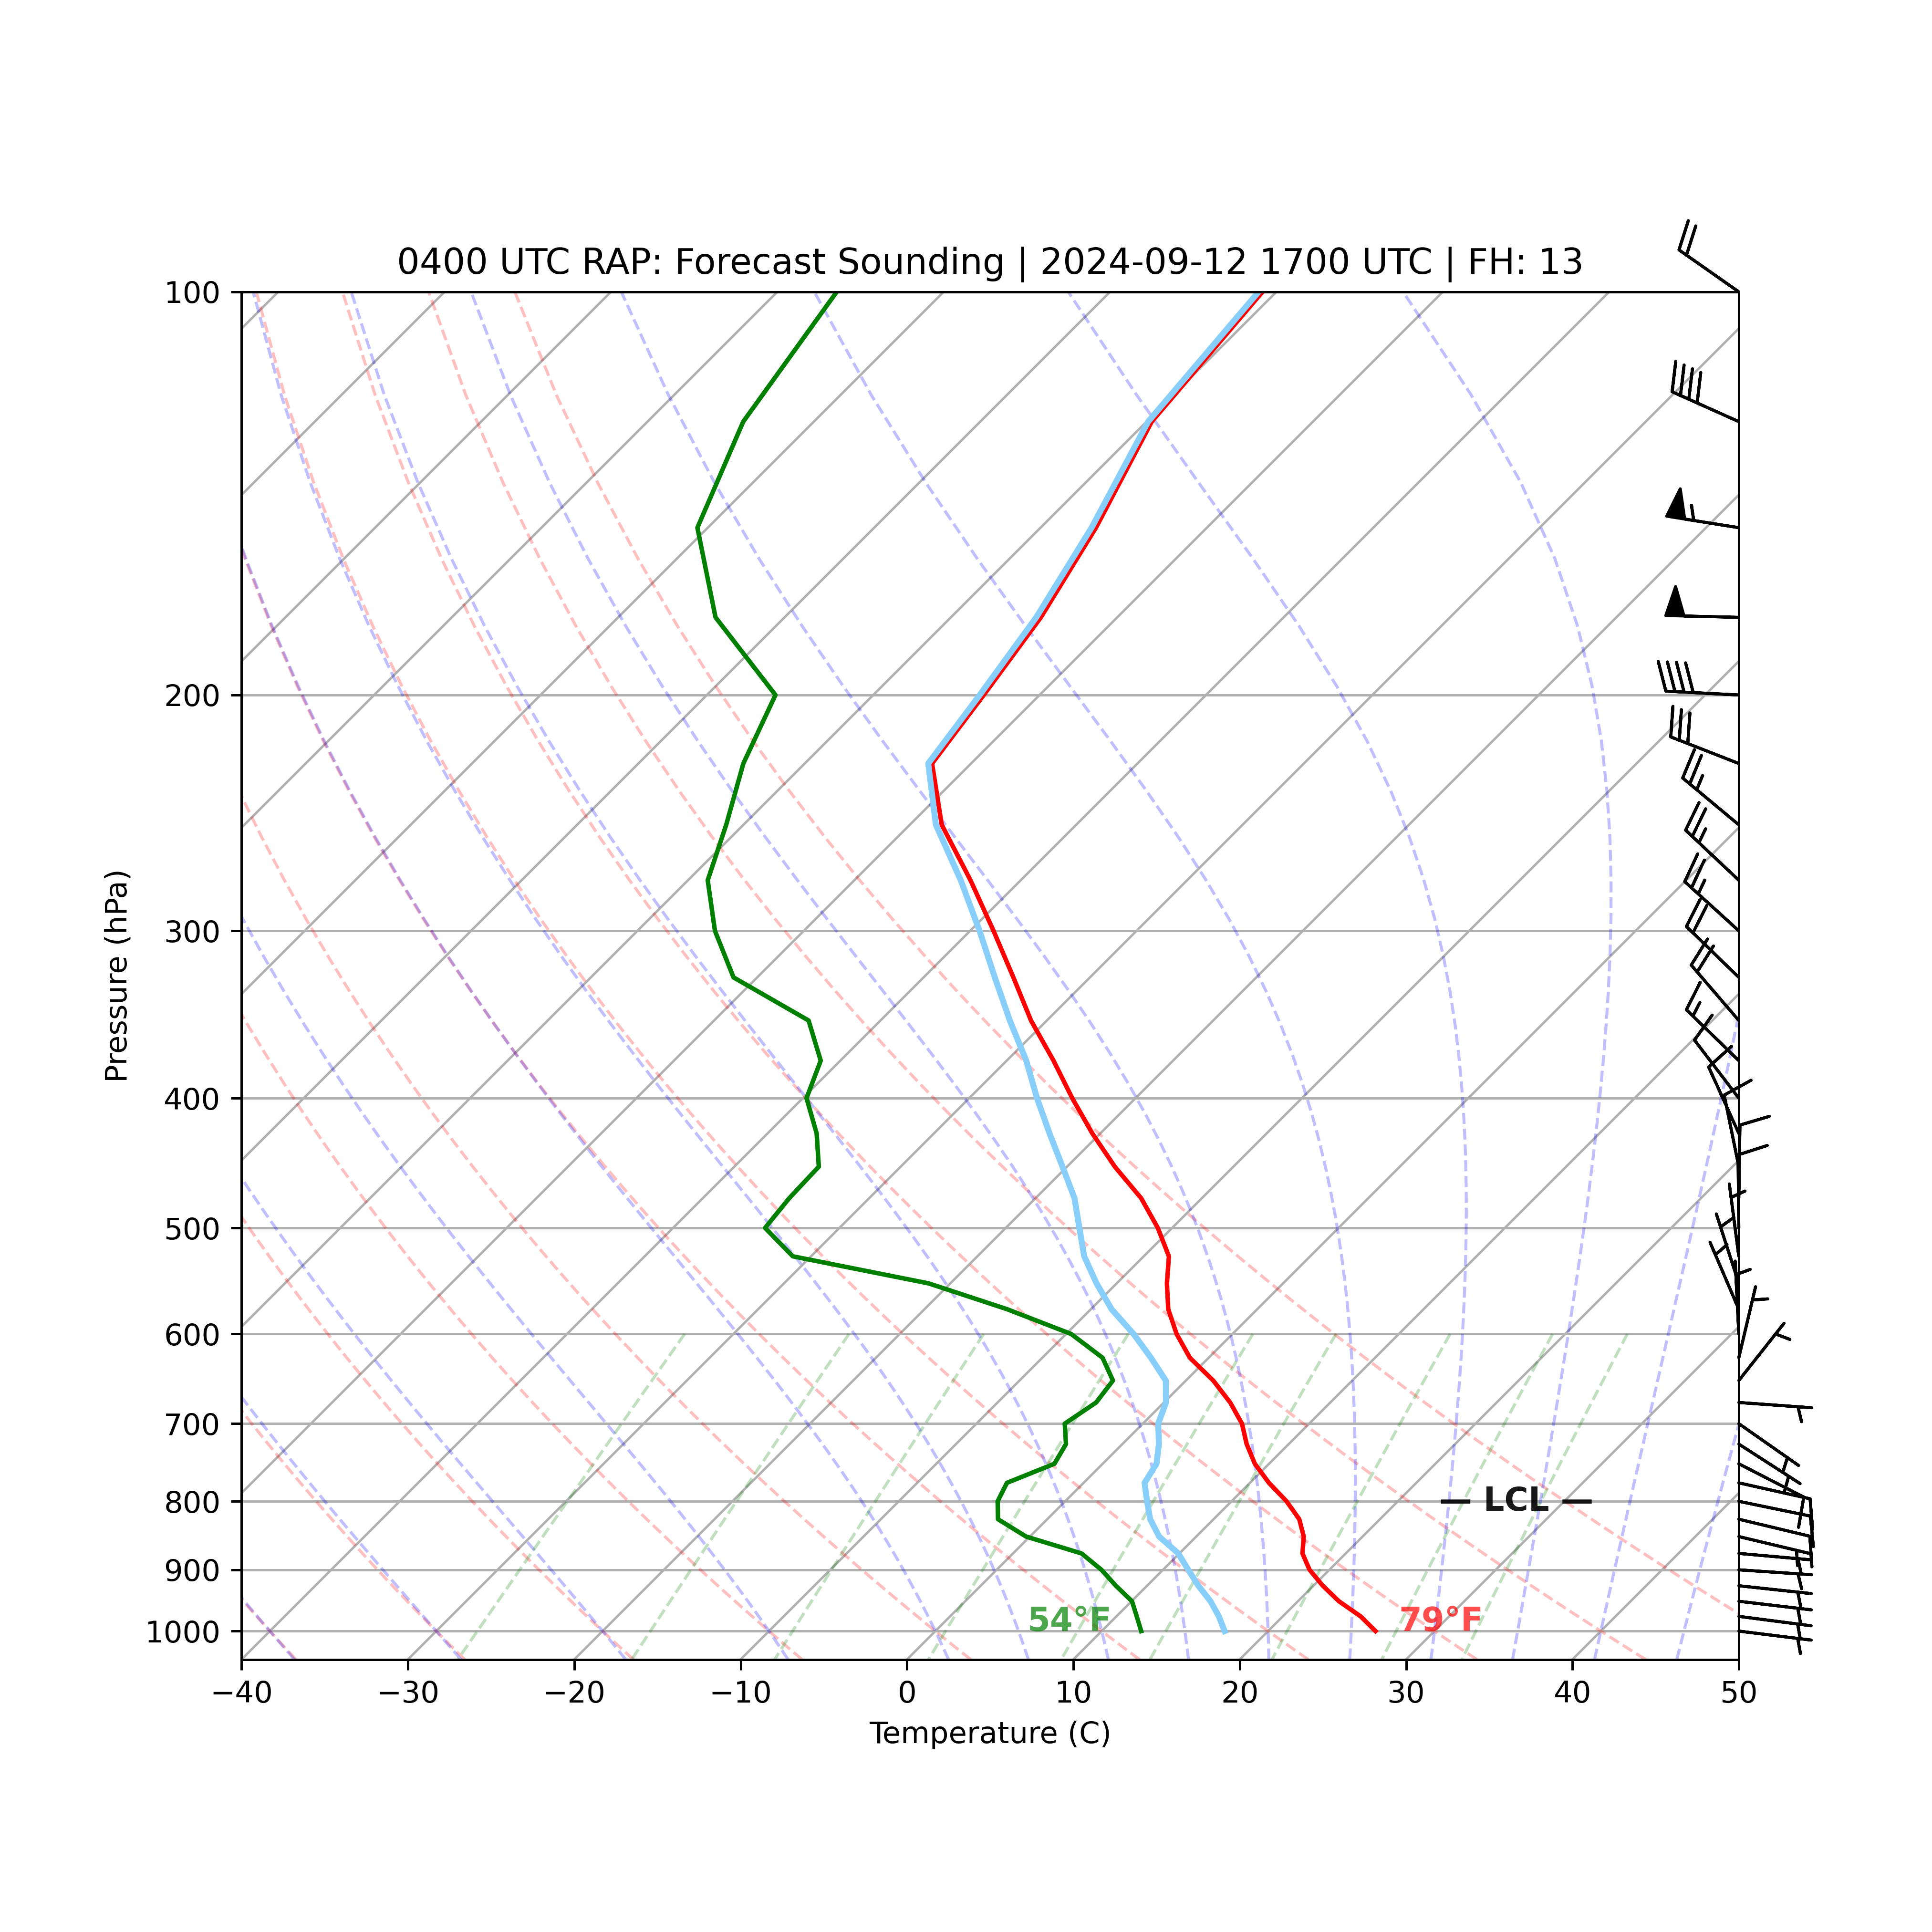 0400 UTC RAP: Forecast Sounding | 2024-09-12 1700 UTC | FH: 13
100
200
300
400
500
600
700
800
900
1000
Pressure (hPa)
LCL
54°F
79°F
−40 −30 −20 −10 0 10 20 30 40 50
Temperature (C)